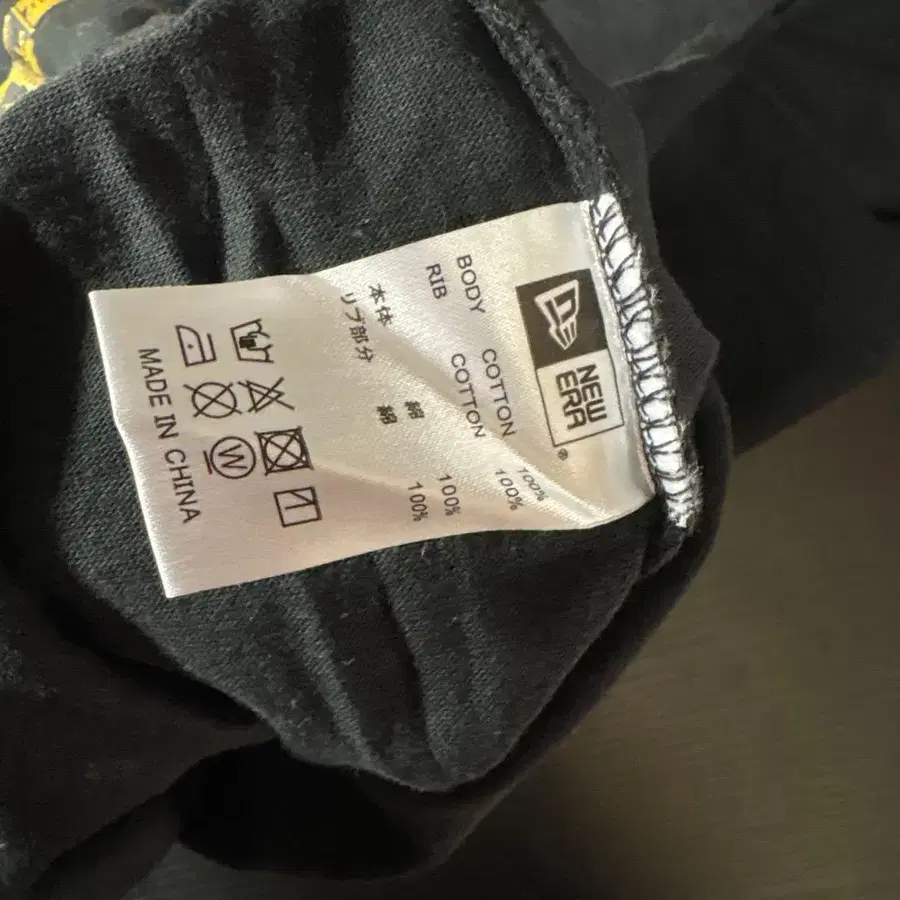 NEW
ERA®
BODY COTTON 100%
RIB COTTON 100%
本体 綿 100%
リブ部分 綿 100%
W
MADE IN CHINA